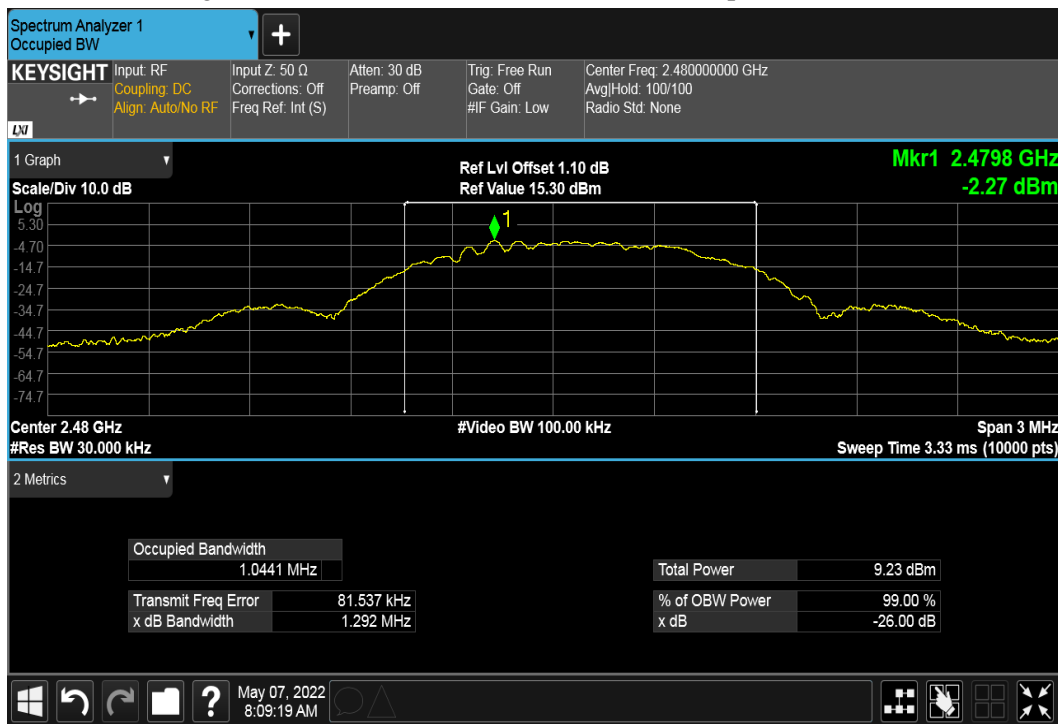 Spectrum Analyzer 1
Occupied BW
+
KEYSIGHT
LXI
Input: RF
Coupling: DC
Align: Auto/No RF
Input Z: 50 Ω
Corrections: Off
Freq Ref: Int (S)
Atten: 30 dB
Preamp: Off
Trig: Free Run
Gate: Off
#IF Gain: Low
Center Freq: 2.480000000 GHz
Avg|Hold: 100/100
Radio Std: None
1 Graph
Scale/Div 10.0 dB
Ref Lvl Offset 1.10 dB
Ref Value 15.30 dBm
Mkr1 2.4798 GHz
-2.27 dBm
Log
5.30
-4.70
-14.7
-24.7
-34.7
-44.7
-54.7
-64.7
-74.7
1
Center 2.48 GHz
#Res BW 30.000 kHz
#Video BW 100.00 kHz
Span 3 MHz
Sweep Time 3.33 ms (10000 pts)
2 Metrics
Occupied Bandwidth
1.0441 MHz
Transmit Freq Error 81.537 kHz
x dB Bandwidth 1.292 MHz
Total Power 9.23 dBm
% of OBW Power 99.00 %
x dB -26.00 dB
?
May 07, 2022
8:09:19 AM